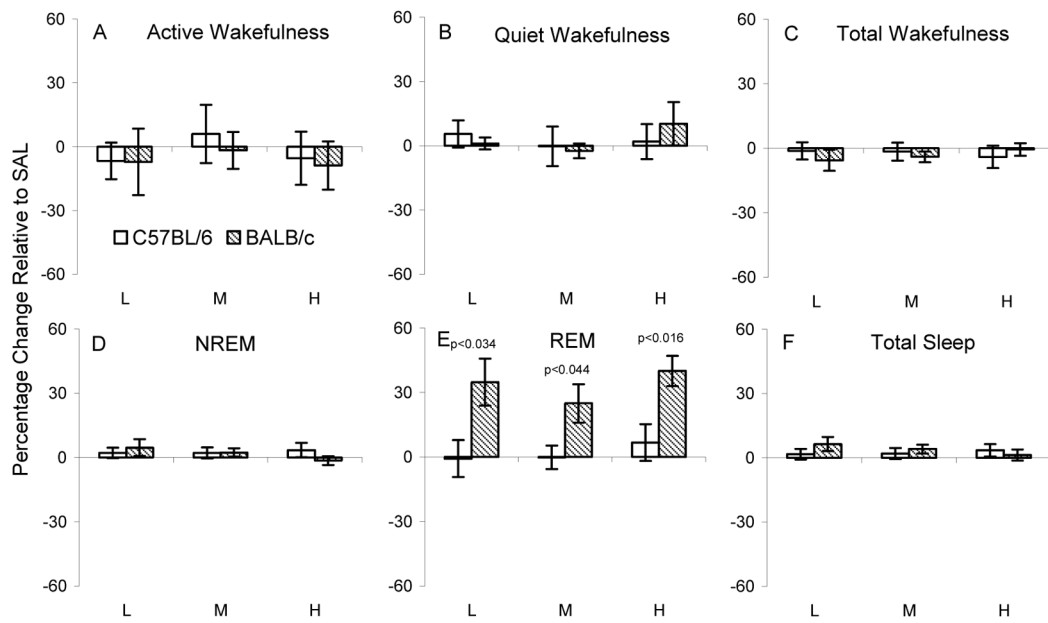 Percentage Change Relative to SAL
A Active Wakefulness
60
30
0
-30
-60
C57BL/6 BALB/c
L M H
B Quiet Wakefulness
60
30
0
-30
-60
L M H
C Total Wakefulness
60
30
0
-30
-60
L M H
D NREM
60
30
0
-30
-60
L M H
E REM
p<0.034
p<0.044
p<0.016
60
30
0
-30
-60
L M H
F Total Sleep
60
30
0
-30
-60
L M H